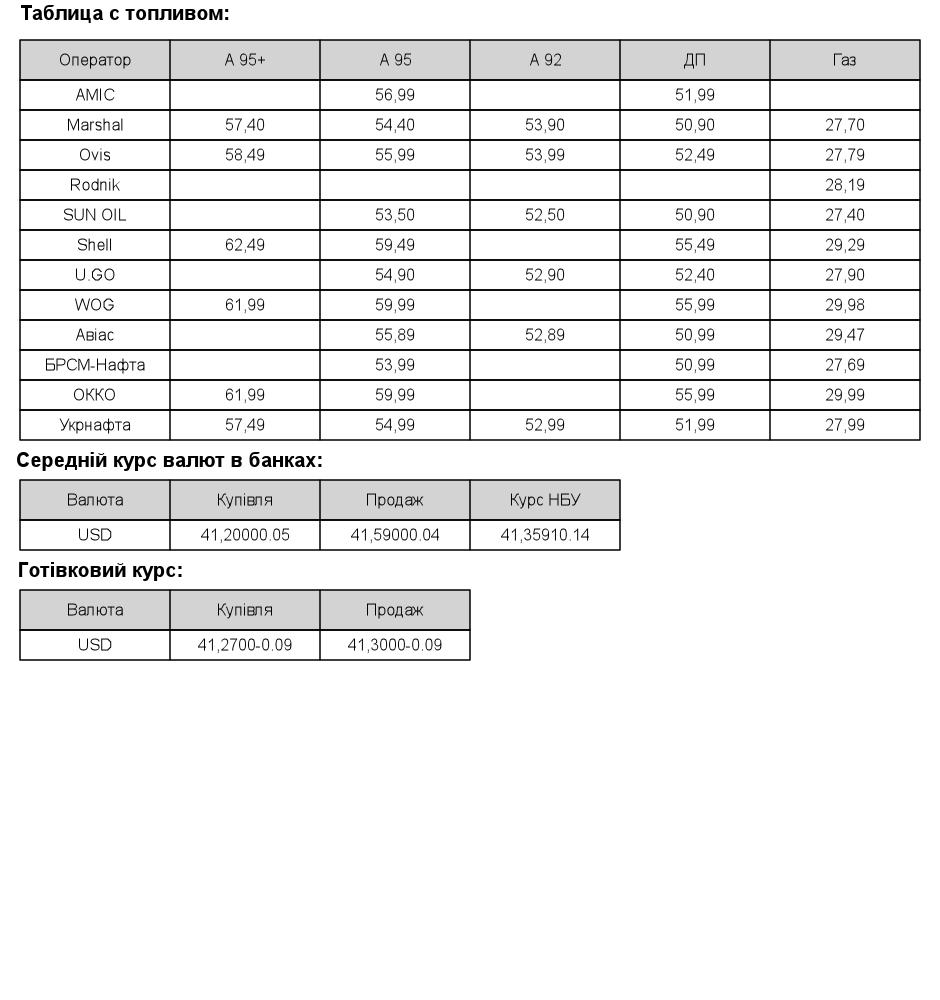 Таблица с топливом:
Оператор А 95+ А 95 А 92 ДП Газ
AMIC 56,99 51,99
Marshal 57,40 54,40 53,90 50,90 27,70
Ovis 58,49 55,99 53,99 52,49 27,79
Rodnik 28,19
SUN OIL 53,50 52,50 50,90 27,40
Shell 62,49 59,49 55,49 29,29
U.GO 54,90 52,90 52,40 27,90
WOG 61,99 59,99 55,99 29,98
Авіас 55,89 52,89 50,99 29,47
БРСМ-Нафта 53,99 50,99 27,69
ОККО 61,99 59,99 55,99 29,99
Укрнафта 57,49 54,99 52,99 51,99 27,99
Середній курс валют в банках:
Валюта Купівля Продаж Курс НБУ
USD 41,20000.05 41,59000.04 41,35910.14
Готівковий курс:
Валюта Купівля Продаж
USD 41,2700-0.09 41,3000-0.09